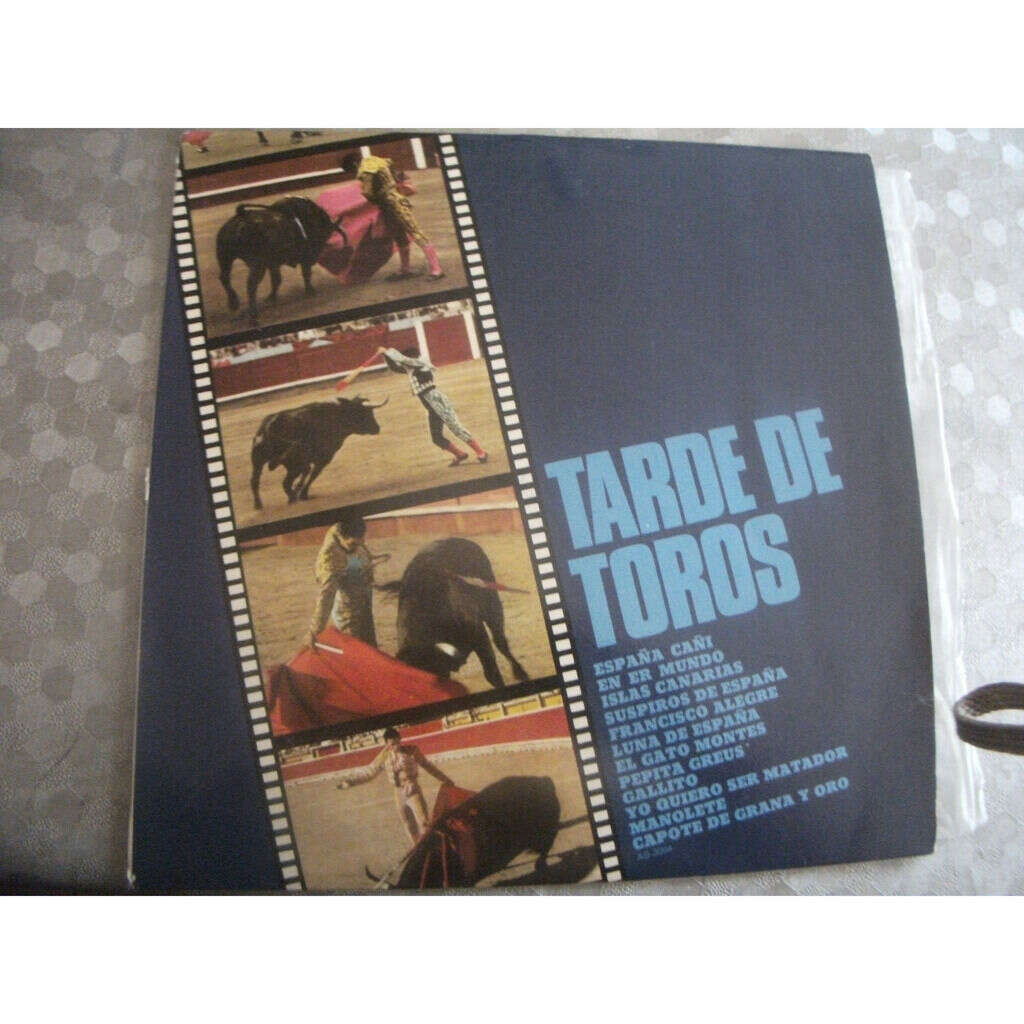 TARDE DE
TOROS
ESPAÑA CAÑI
EN ER MUNDO
ISLAS CANARIAS
SUSPIROS DE ESPAÑA
FRANCISCO ALEGRE
LUNA DE ESPAÑA
EL GATO MONTES
PEPITA GREUS
GALLITO
YO QUIERO SER MATADOR
MANOLETE
CAPOTE DE GRANA Y ORO